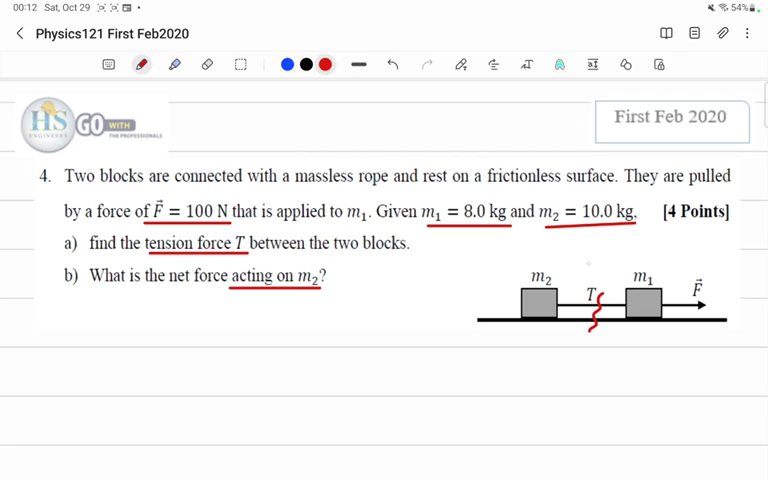 00:12 Sat, Oct 29
54%
Physics121 First Feb2020
HS
ENGINEERS
GO WITH
THE PROFESSIONALS
First Feb 2020
4. Two blocks are connected with a massless rope and rest on a frictionless surface. They are pulled
by a force of F⃗ = 100 N that is applied to m₁. Given m₁ = 8.0 kg and m₂ = 10.0 kg. [4 Points]
a) find the tension force T between the two blocks.
b) What is the net force acting on m₂?
m₂ T m₁ F⃗